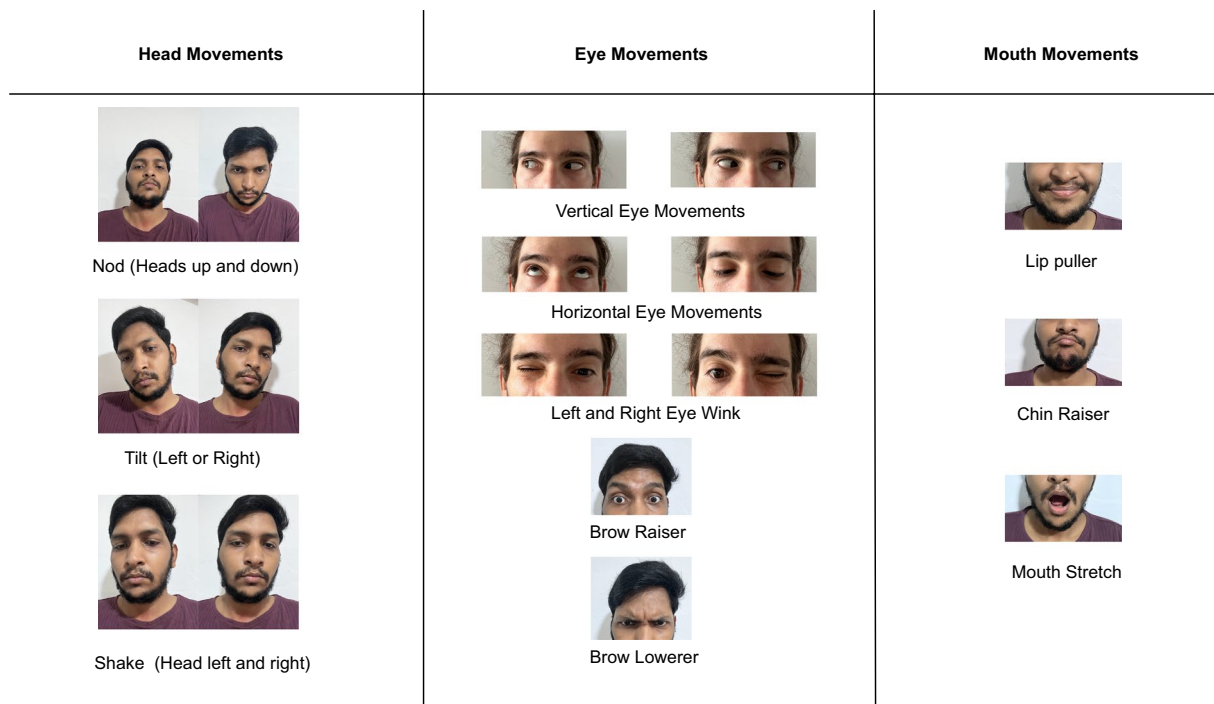 Head Movements
Eye Movements
Mouth Movements
Nod (Heads up and down)
Tilt (Left or Right)
Shake  (Head left and right)
Vertical Eye Movements
Horizontal Eye Movements
Left and Right Eye Wink
Brow Raiser
Brow Lowerer
Lip puller
Chin Raiser
Mouth Stretch